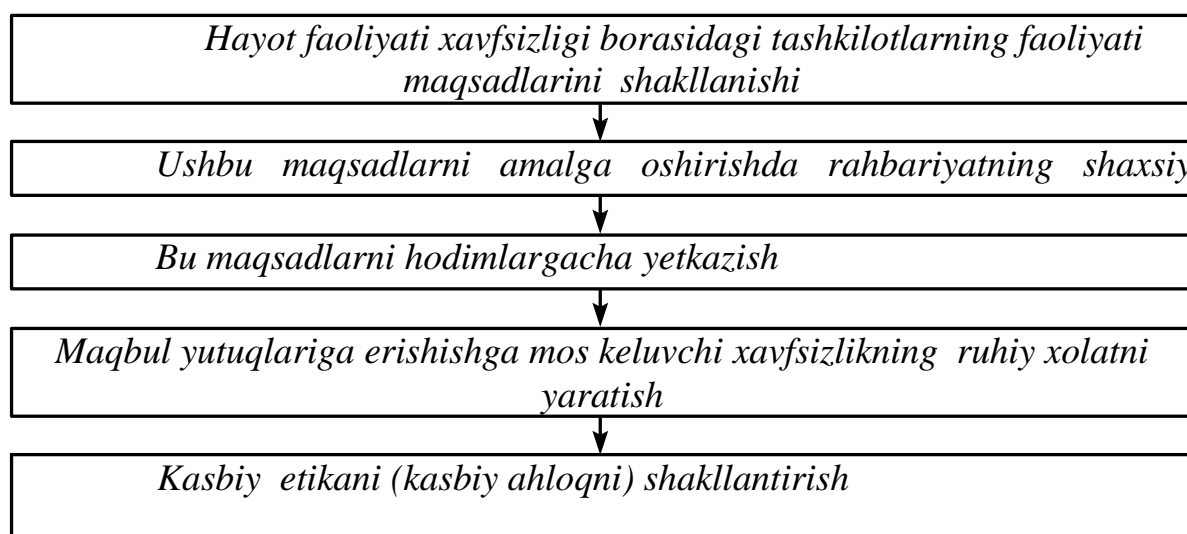 Hayot faoliyati xavfsizligi borasidagi tashkilotlarning faoliyati
maqsadlarini shakllanishi
Ushbu maqsadlarni amalga oshirishda rahbariyatning shaxsiy
Bu maqsadlarni hodimlargacha yetkazish
Maqbul yutuqlariga erishishga mos keluvchi xavfsizlikning ruhiy xolatni
yaratish
Kasbiy etikani (kasbiy ahloqni) shakllantirish